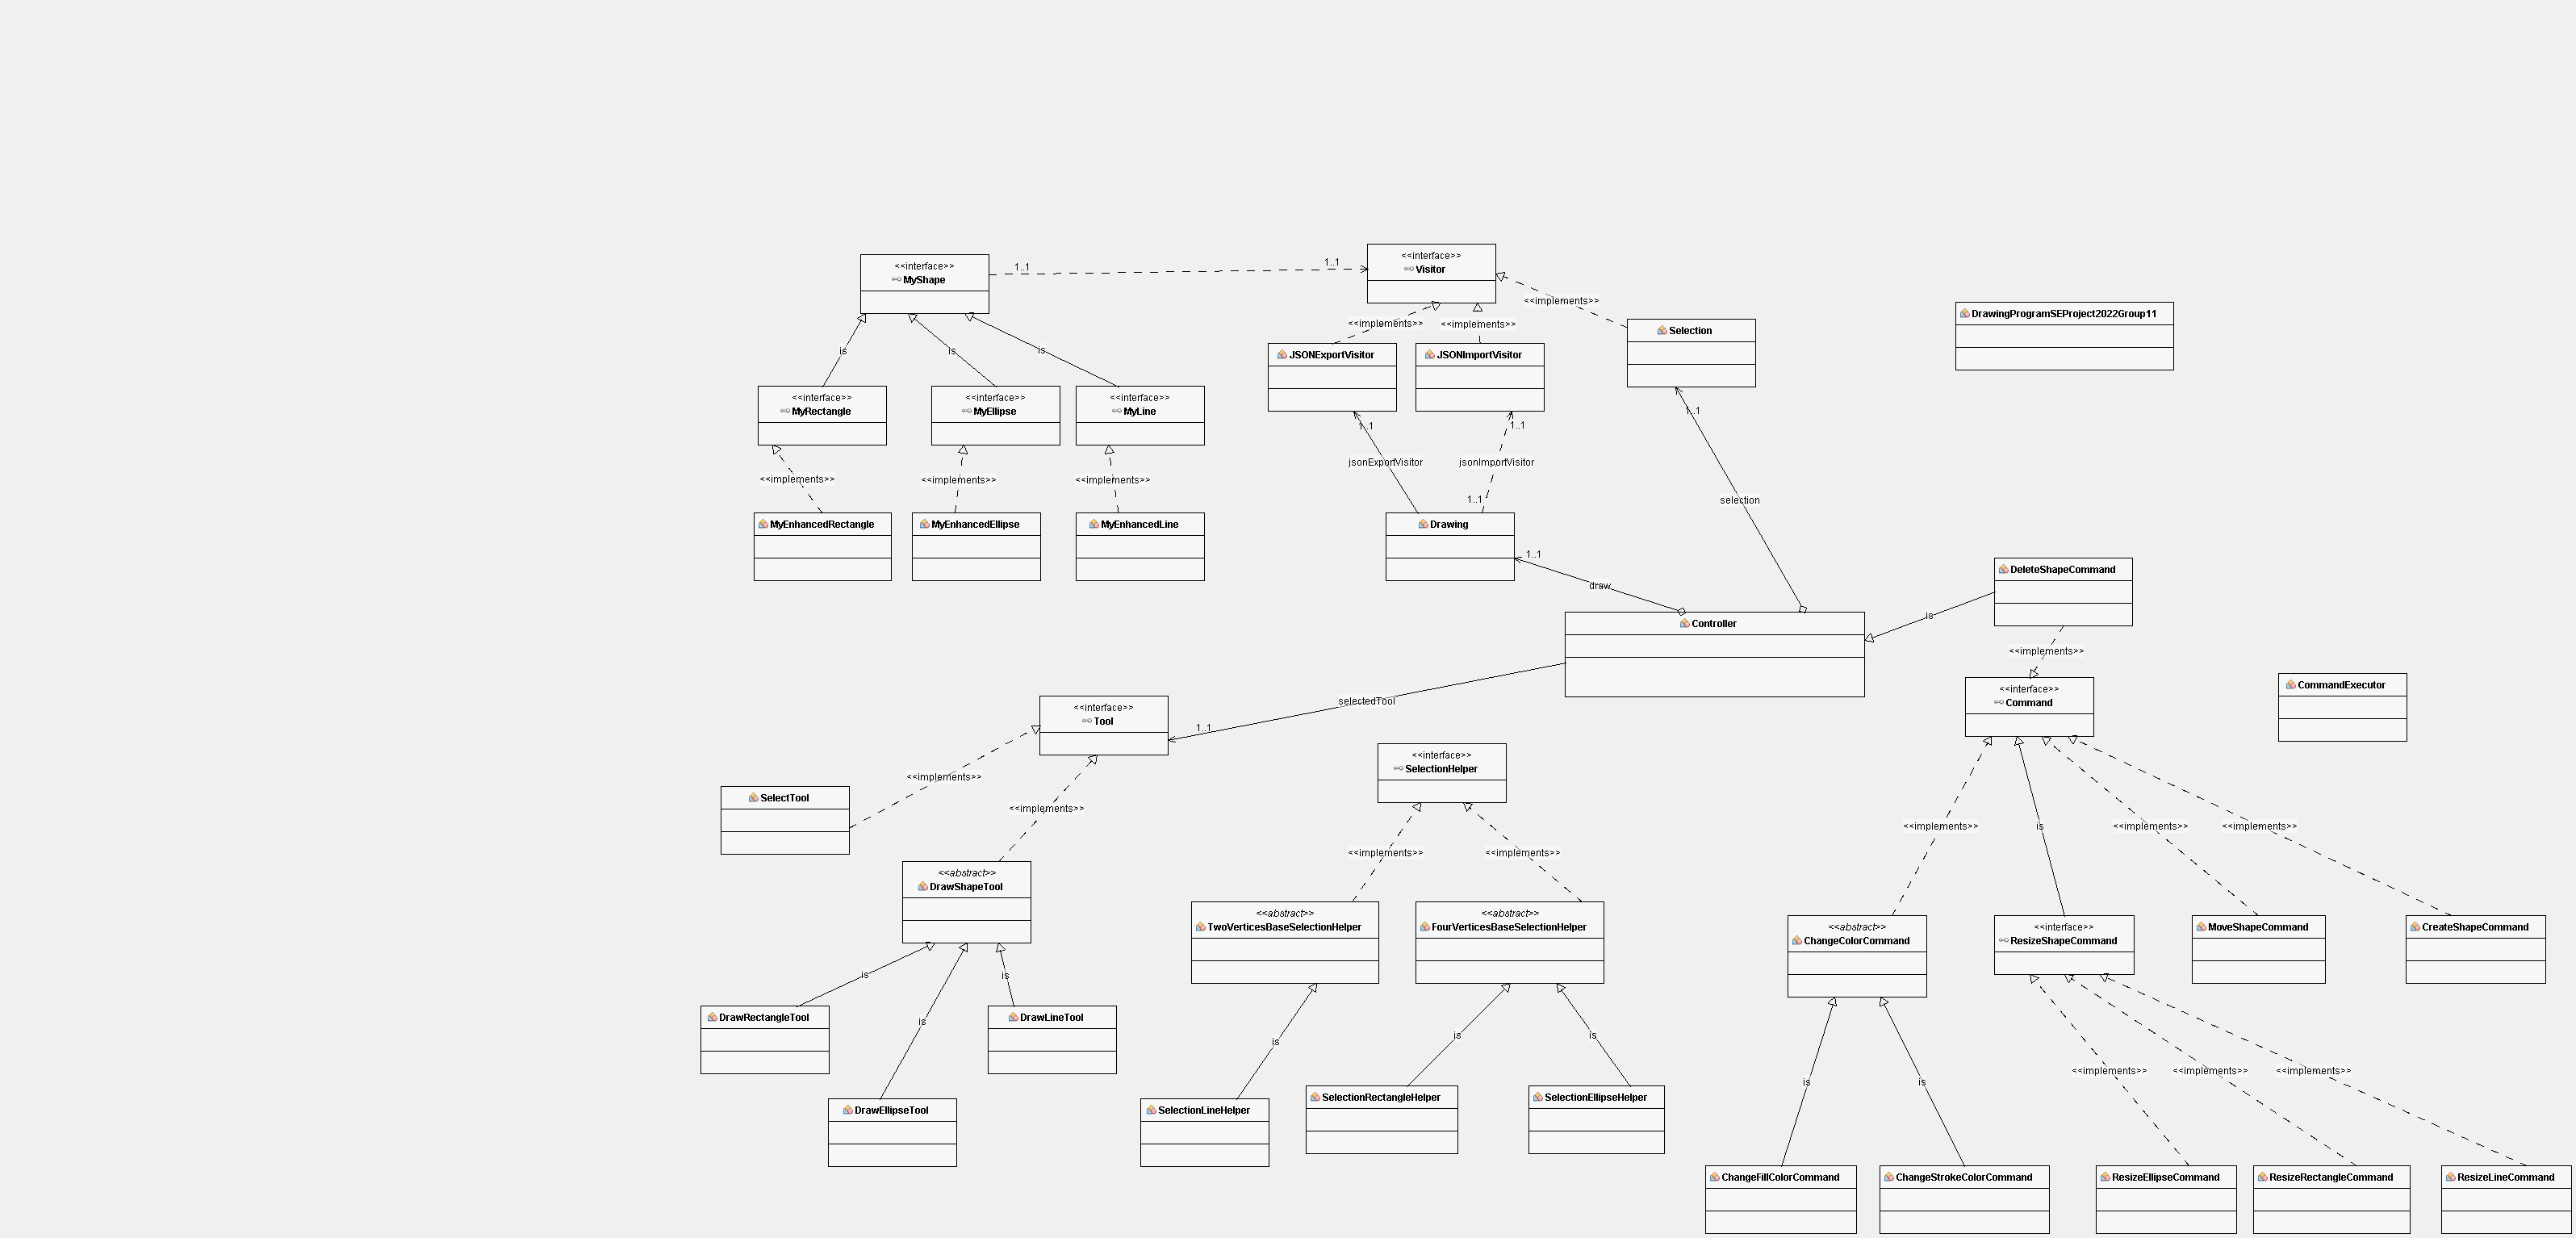 <<interface>>
Visitor
<<interface>>
MyShape
1..1
1..1
<<implements>>
DrawingProgramSEProject2022Group11
<<implements>>
<<implements>>
Selection
is
is
is
JSONExportVisitor
JSONImportVisitor
<<interface>>
MyRectangle
<<interface>>
MyEllipse
<<interface>>
MyLine
1..1
1..1
1..1
jsonExportVisitor
jsonImportVisitor
<<implements>>
<<implements>>
<<implements>>
1..1
selection
MyEnhancedRectangle
MyEnhancedEllipse
MyEnhancedLine
Drawing
1..1
draw
DeleteShapeCommand
is
Controller
<<implements>>
<<interface>>
Command
CommandExecutor
selectedTool
<<interface>>
Tool
1..1
<<interface>>
SelectionHelper
<<implements>>
SelectTool
<<implements>>
<<implements>>
is
<<implements>>
<<implements>>
<<implements>>
<<implements>>
<<abstract>>
DrawShapeTool
<<abstract>>
TwoVerticesBaseSelectionHelper
<<abstract>>
FourVerticesBaseSelectionHelper
<<abstract>>
ChangeColorCommand
<<interface>>
ResizeShapeCommand
MoveShapeCommand
CreateShapeCommand
is
is
is
DrawRectangleTool
DrawLineTool
is
is
is
<<implements>>
<<implements>>
<<implements>>
is
is
DrawEllipseTool
SelectionLineHelper
SelectionRectangleHelper
SelectionEllipseHelper
ChangeFillColorCommand
ChangeStrokeColorCommand
ResizeEllipseCommand
ResizeRectangleCommand
ResizeLineCommand